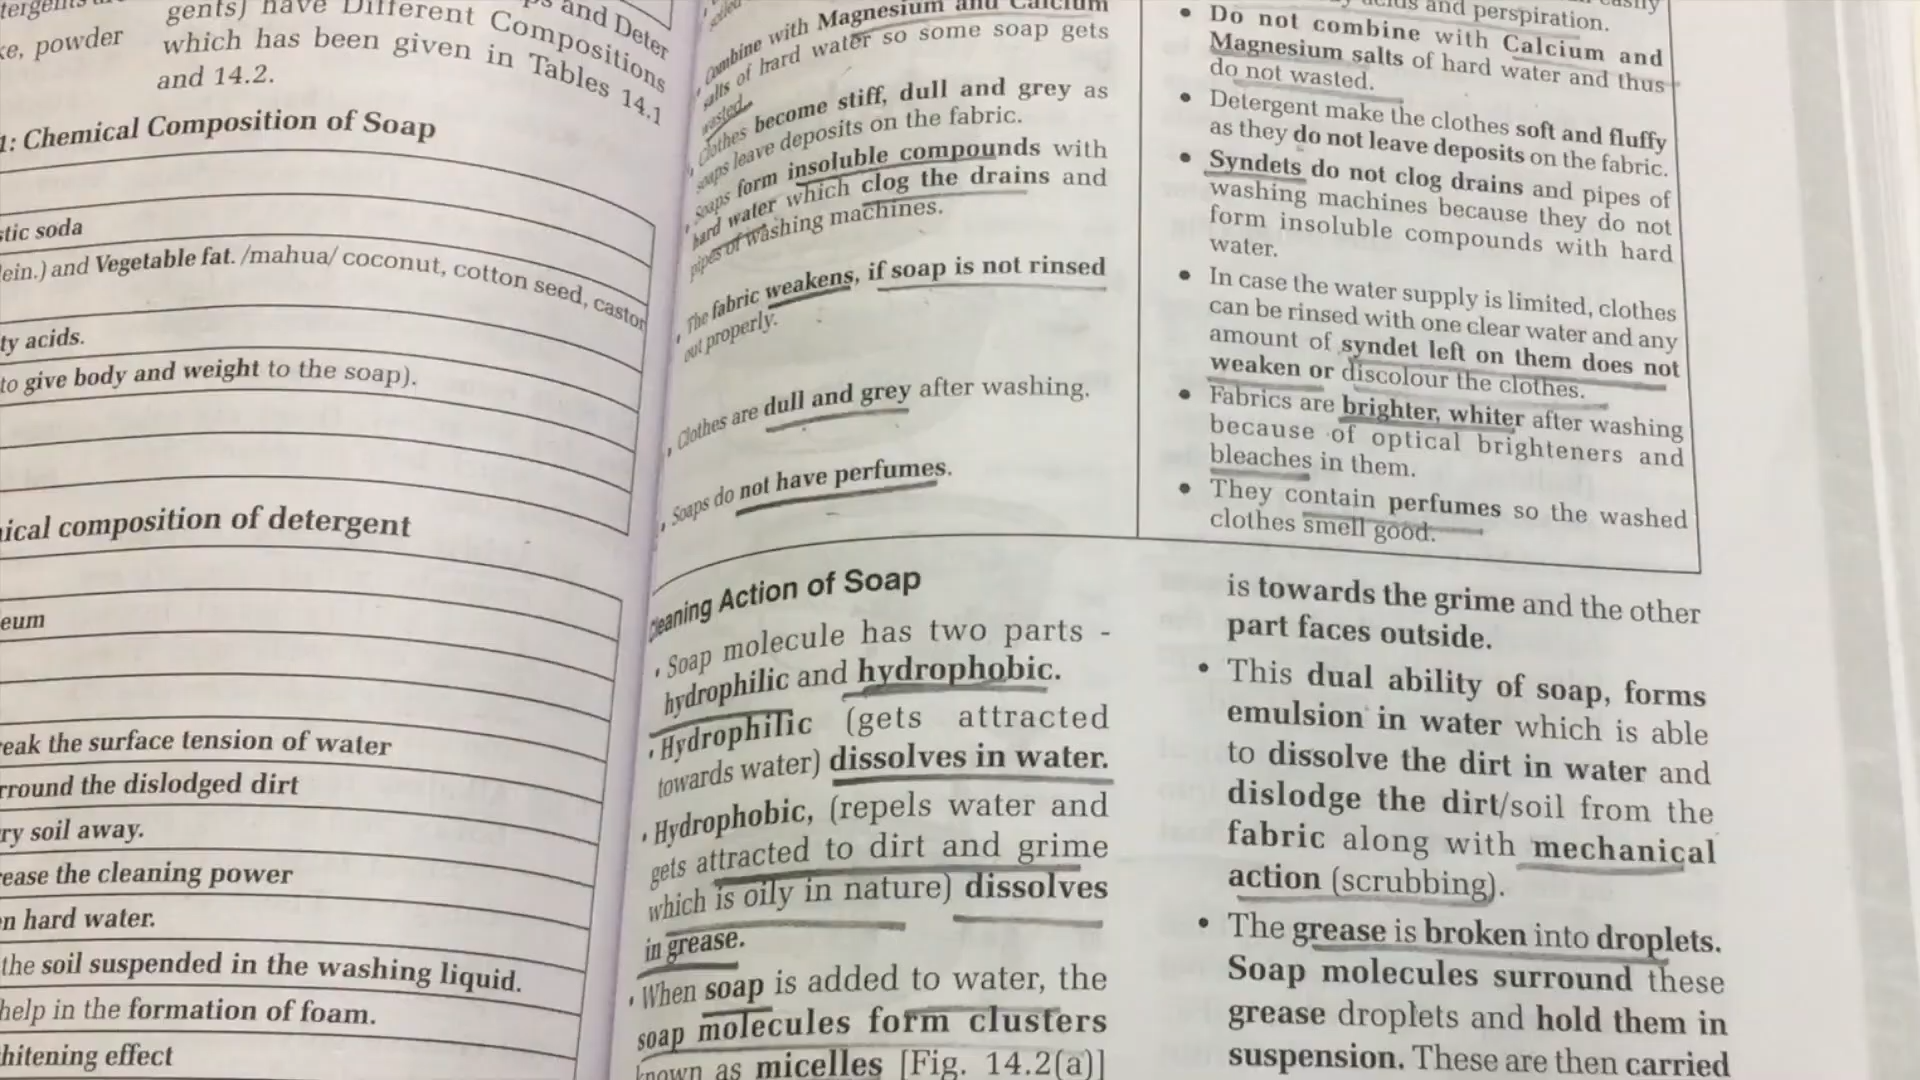 and Deter
gents) have Different Compositions
ke, powder
which has been given in Tables 14.1
and 14.2.
1: Chemical Composition of Soap
stic soda
ein.) and Vegetable fat. /mahua/ coconut, cotton seed, castor
ty acids.
to give body and weight to the soap).
ical composition of detergent
eum
eak the surface tension of water
rround the dislodged dirt
ry soil away.
ease the cleaning power
n hard water.
the soil suspended in the washing liquid.
help in the formation of foam.
hitening effect
Combine with Magnesium and Calcium
salts of hard water so some soap gets
wasted.
Clothes become stiff, dull and grey as
soaps leave deposits on the fabric.
Soaps form insoluble compounds with
hard water which clog the drains and
pipes of washing machines.
The fabric weakens, if soap is not rinsed
out properly.
Clothes are dull and grey after washing.
Soaps do not have perfumes.
acids and perspiration.
• Do not combine with Calcium and
Magnesium salts of hard water and thus
do not wasted.
• Detergent make the clothes soft and fluffy
as they do not leave deposits on the fabric.
• Syndets do not clog drains and pipes of
washing machines because they do not
form insoluble compounds with hard
water.
• In case the water supply is limited, clothes
can be rinsed with one clear water and any
amount of syndet left on them does not
weaken or discolour the clothes.
• Fabrics are brighter, whiter after washing
because of optical brighteners and
bleaches in them.
• They contain perfumes so the washed
clothes smell good.
Cleaning Action of Soap
• Soap molecule has two parts -
hydrophilic and hydrophobic.
• Hydrophilic (gets attracted
towards water) dissolves in water.
• Hydrophobic, (repels water and
gets attracted to dirt and grime
which is oily in nature) dissolves
in grease.
• When soap is added to water, the
soap molecules form clusters
known as micelles [Fig. 14.2(a)]
is towards the grime and the other
part faces outside.
• This dual ability of soap, forms
emulsion in water which is able
to dissolve the dirt in water and
dislodge the dirt/soil from the
fabric along with mechanical
action (scrubbing).
• The grease is broken into droplets.
Soap molecules surround these
grease droplets and hold them in
suspension. These are then carried